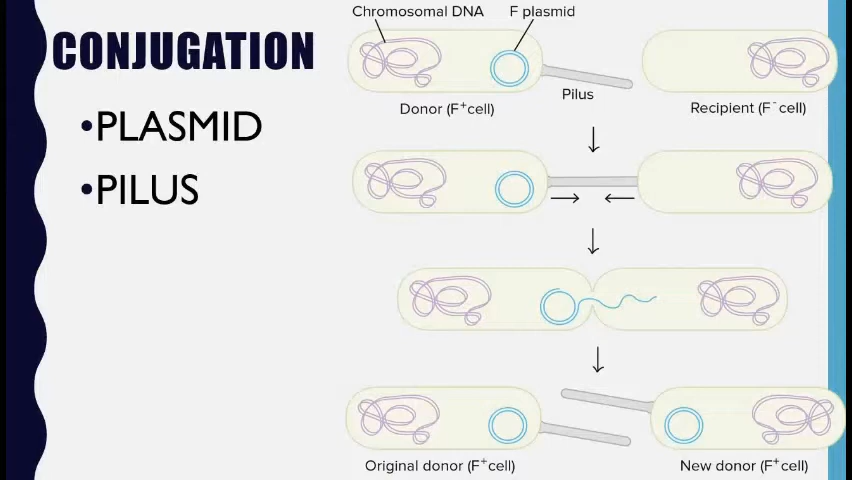 CONJUGATION
•PLASMID
•PILUS
Chromosomal DNA
F plasmid
Pilus
Donor (F⁺cell)
Recipient (F⁻cell)
Original donor (F⁺cell)
New donor (F⁺cell)